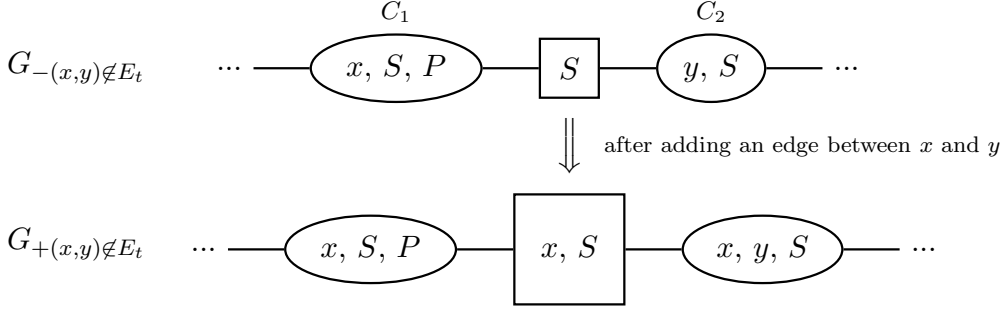 C₁ C₂
G₋₍ₓ,ᵧ₎∉Eₜ ... x, S, P S y, S ...
after adding an edge between x and y
G₊₍ₓ,ᵧ₎∉Eₜ ... x, S, P x, S x, y, S ...